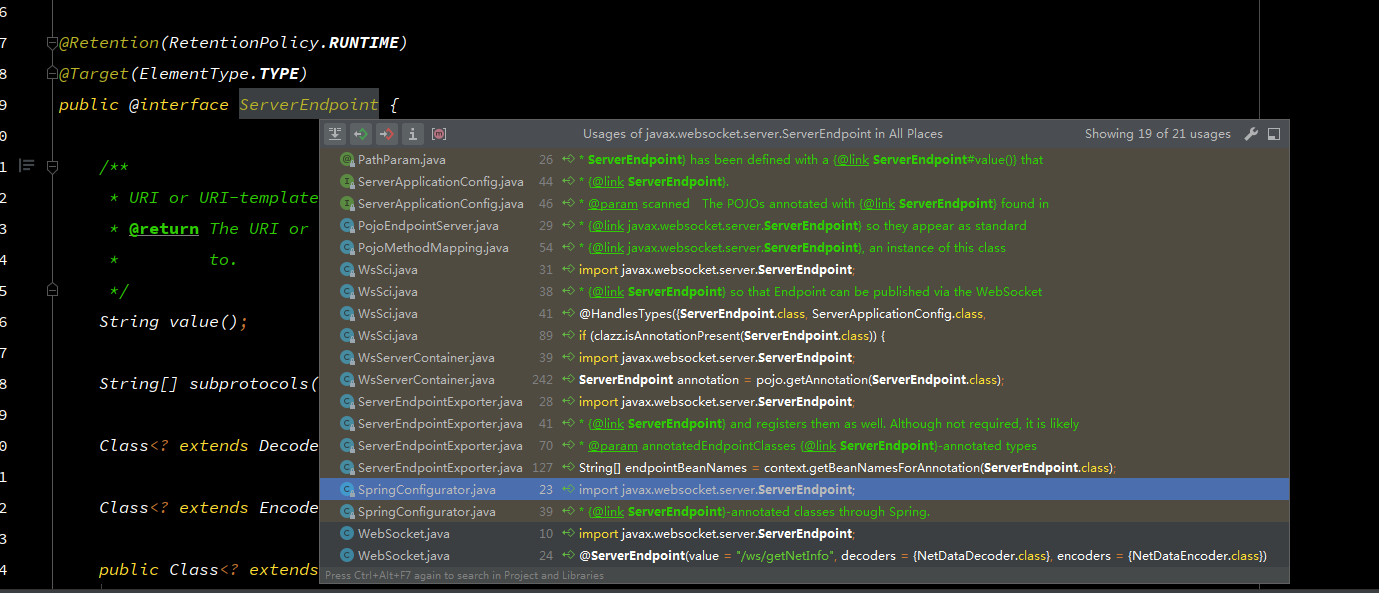 6
7 @Retention(RetentionPolicy.RUNTIME)
8 @Target(ElementType.TYPE)
9 public @interface ServerEndpoint {
0
1 /**
2 * URI or URI-template
3 * @return The URI or
4 * to.
5 */
6 String value();
7
8 String[] subprotocols(
9
0 Class<? extends Decode
1
2 Class<? extends Encode
3
4 public Class<? extends
Usages of javax.websocket.server.ServerEndpoint in All Places Showing 19 of 21 usages
PathParam.java 26 * ServerEndpoint} has been defined with a {@link ServerEndpoint#value()} that
ServerApplicationConfig.java 44 * {@link ServerEndpoint}.
ServerApplicationConfig.java 46 * @param scanned The POJOs annotated with {@link ServerEndpoint} found in
PojoEndpointServer.java 29 * {@link javax.websocket.server.ServerEndpoint} so they appear as standard
PojoMethodMapping.java 54 * {@link javax.websocket.server.ServerEndpoint}, an instance of this class
WsSci.java 31 import javax.websocket.server.ServerEndpoint;
WsSci.java 38 * {@link ServerEndpoint} so that Endpoint can be published via the WebSocket
WsSci.java 41 @HandlesTypes({ServerEndpoint.class, ServerApplicationConfig.class,
WsSci.java 89 if (clazz.isAnnotationPresent(ServerEndpoint.class)) {
WsServerContainer.java 39 import javax.websocket.server.ServerEndpoint;
WsServerContainer.java 242 ServerEndpoint annotation = pojo.getAnnotation(ServerEndpoint.class);
ServerEndpointExporter.java 28 import javax.websocket.server.ServerEndpoint;
ServerEndpointExporter.java 41 * {@link ServerEndpoint} and registers them as well. Although not required, it is likely
ServerEndpointExporter.java 70 * @param annotatedEndpointClasses {@link ServerEndpoint}-annotated types
ServerEndpointExporter.java 127 String[] endpointBeanNames = context.getBeanNamesForAnnotation(ServerEndpoint.class);
SpringConfigurator.java 23 import javax.websocket.server.ServerEndpoint;
SpringConfigurator.java 39 * {@link ServerEndpoint}-annotated classes through Spring.
WebSocket.java 10 import javax.websocket.server.ServerEndpoint;
WebSocket.java 24 @ServerEndpoint(value = "/ws/getNetInfo", decoders = {NetDataDecoder.class}, encoders = {NetDataEncoder.class})
Press Ctrl+Alt+F7 again to search in Project and Libraries